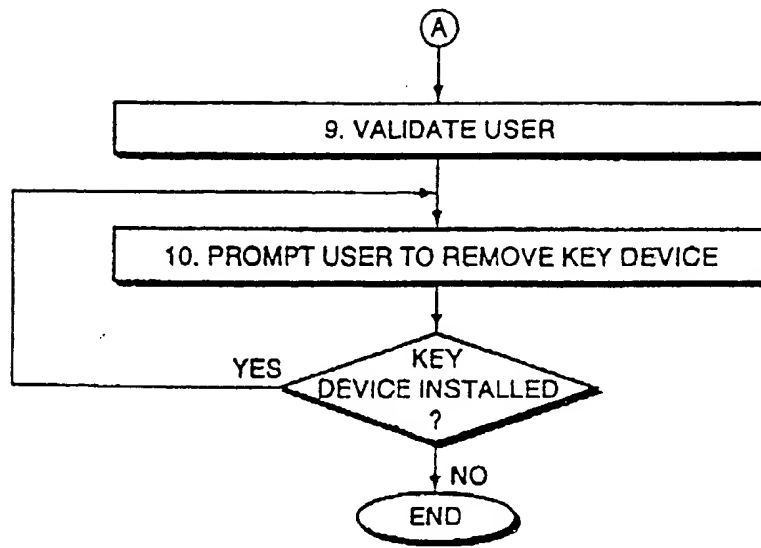 A
9. VALIDATE USER
10. PROMPT USER TO REMOVE KEY DEVICE
YES
KEY
DEVICE INSTALLED
?
NO
END